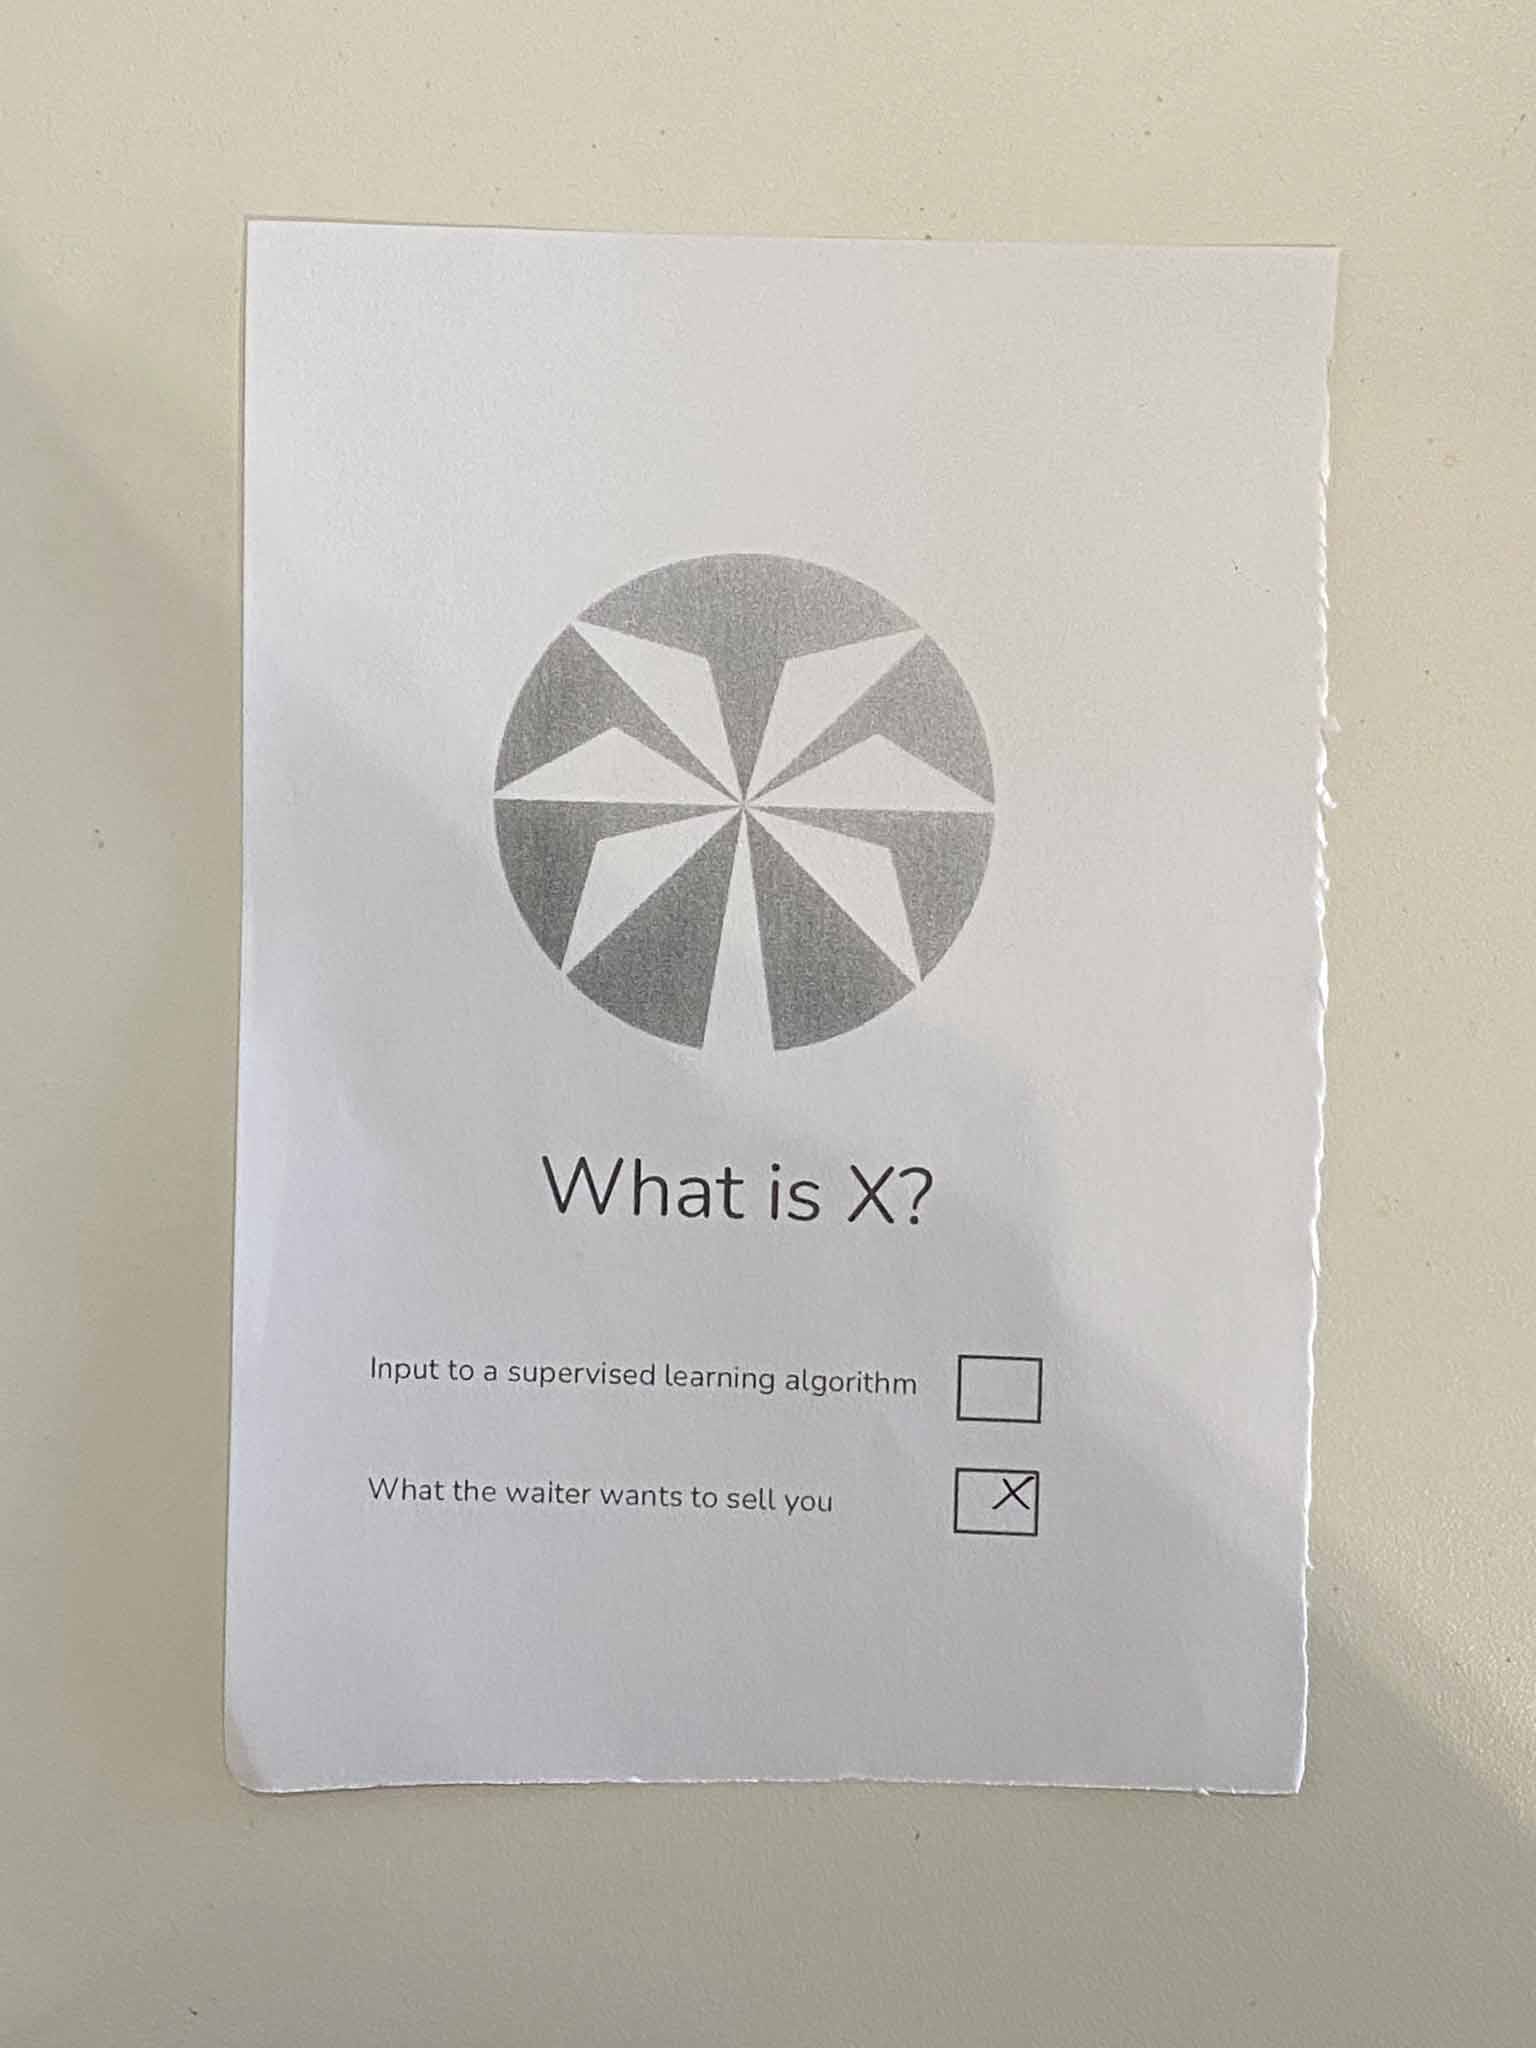 What is X?
Input to a supervised learning algorithm
What the waiter wants to sell you X